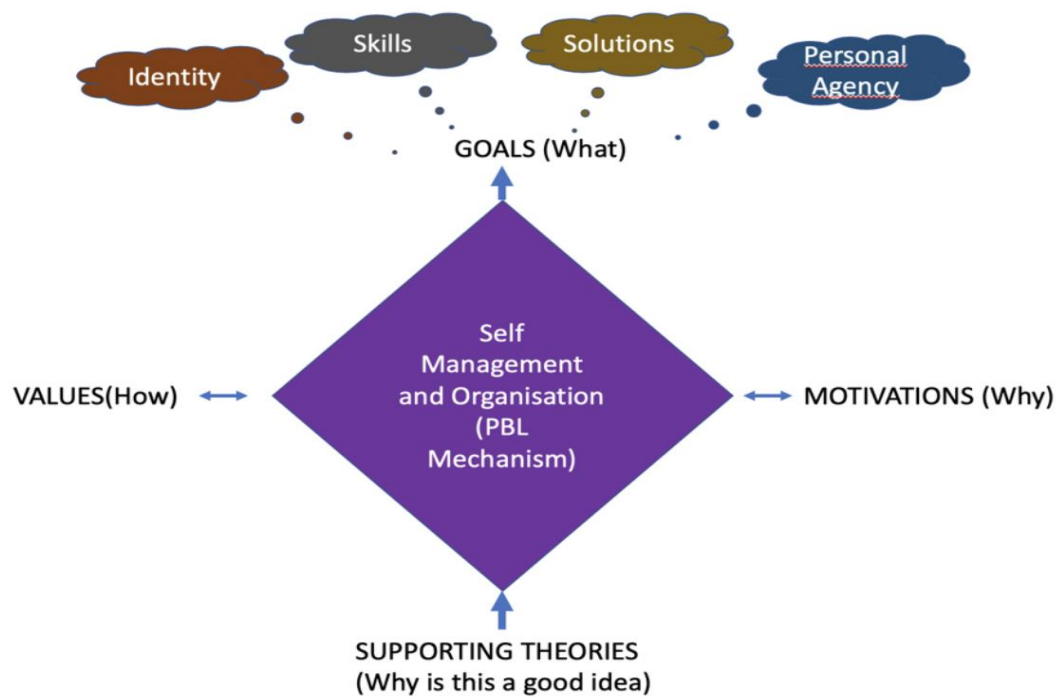 Skills
Solutions
Identity
Personal
Agency
GOALS (What)
Self
Management
and Organisation
(PBL
Mechanism)
VALUES(How)
MOTIVATIONS (Why)
SUPPORTING THEORIES
(Why is this a good idea)